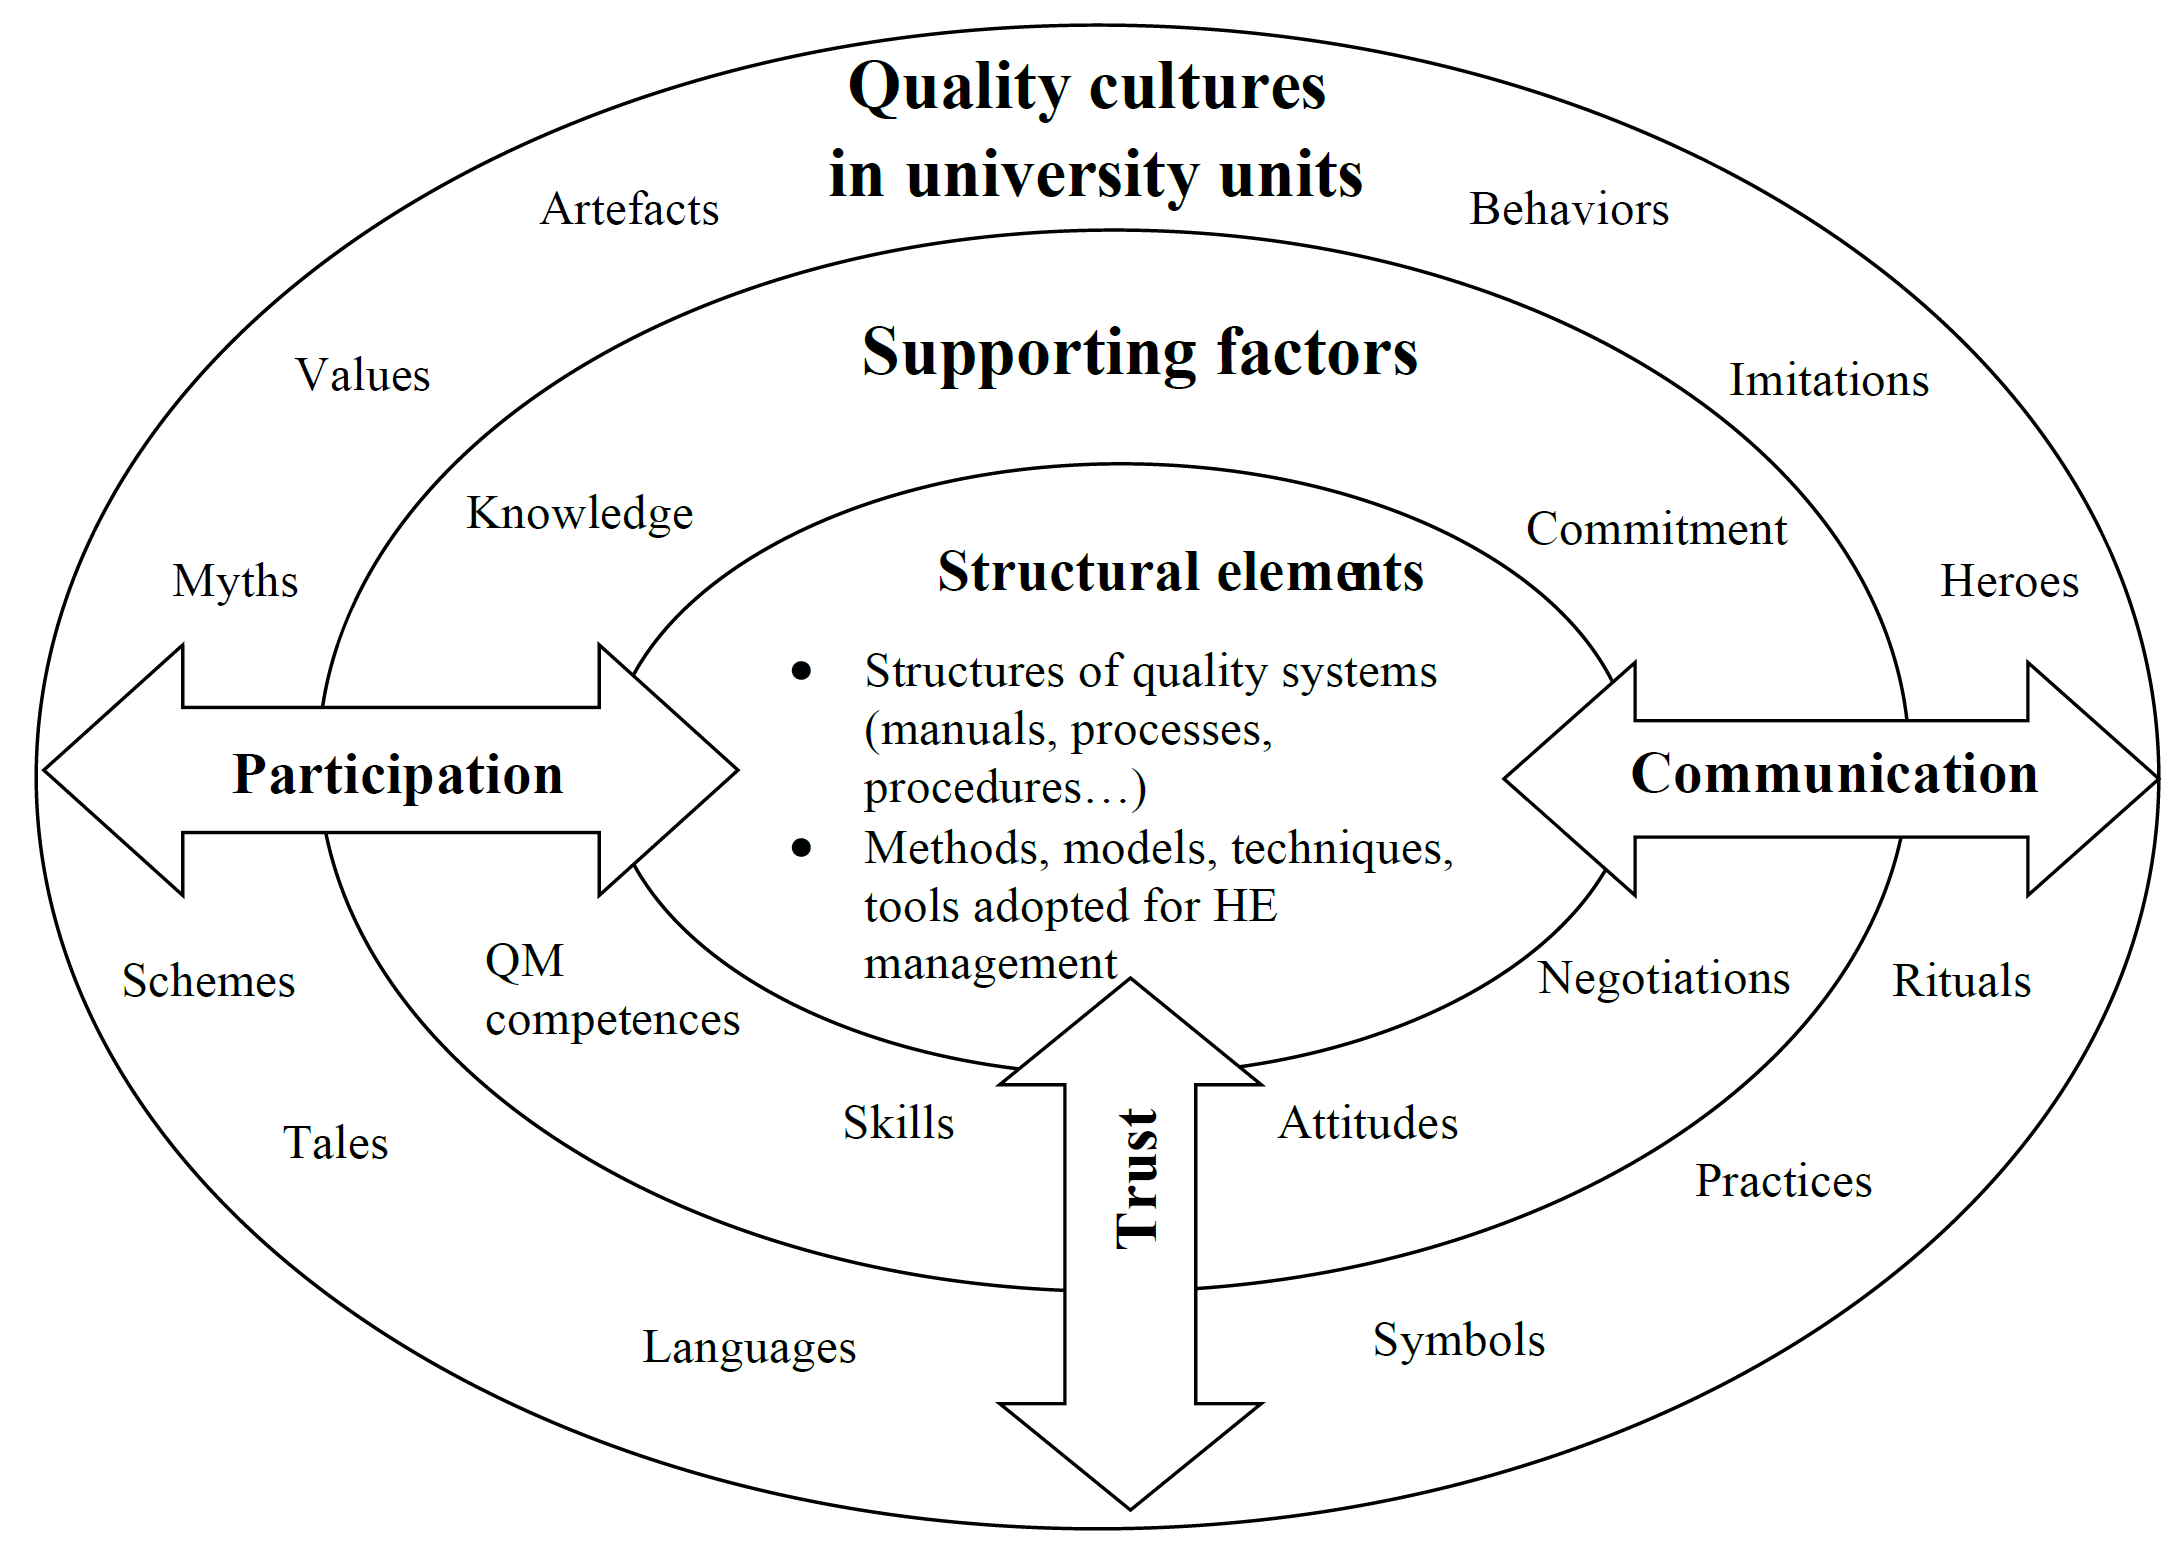 Quality cultures
in university units
Artefacts
Behaviors
Values
Supporting factors
Imitations
Knowledge
Commitment
Myths
Structural elements
Heroes
• Structures of quality systems
(manuals, processes,
procedures…)
Participation
Communication
• Methods, models, techniques,
tools adopted for HE
management
Schemes
QM
competences
Negotiations
Rituals
Tales
Skills
Trust
Attitudes
Practices
Languages
Symbols